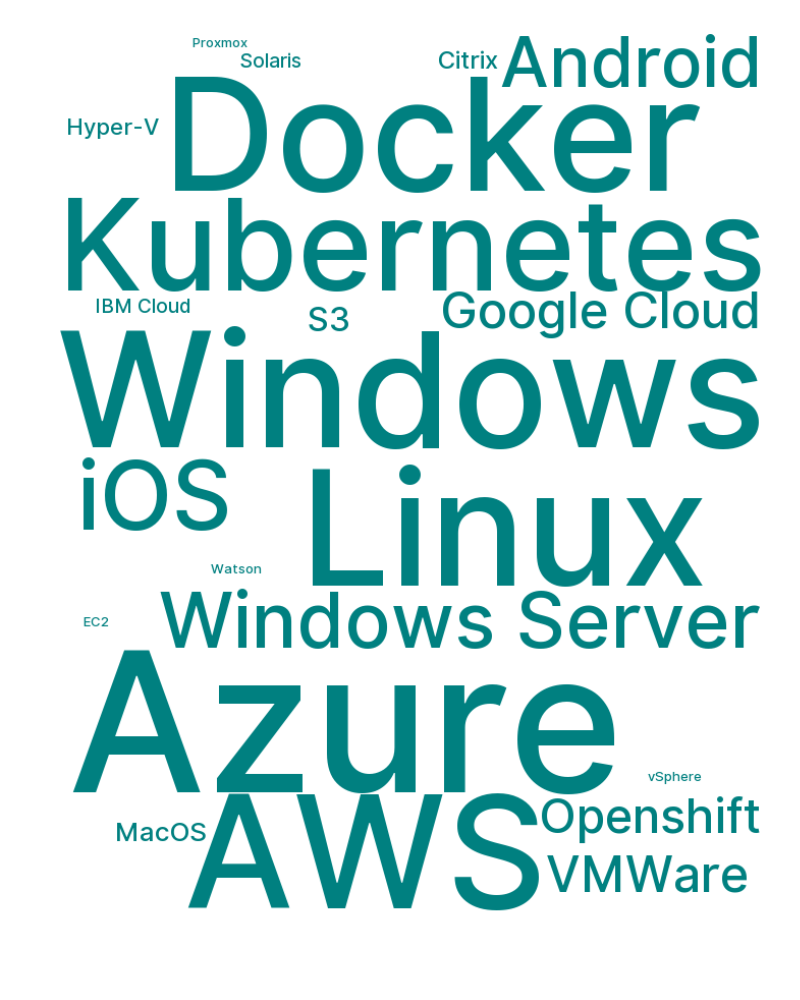 Proxmox
Solaris
Citrix
Android
Hyper-V
Docker
Kubernetes
IBM Cloud
S3
Google Cloud
Windows
iOS
Linux
Watson
EC2
Windows Server
Azure
vSphere
MacOS
AWS
Openshift
VMWare